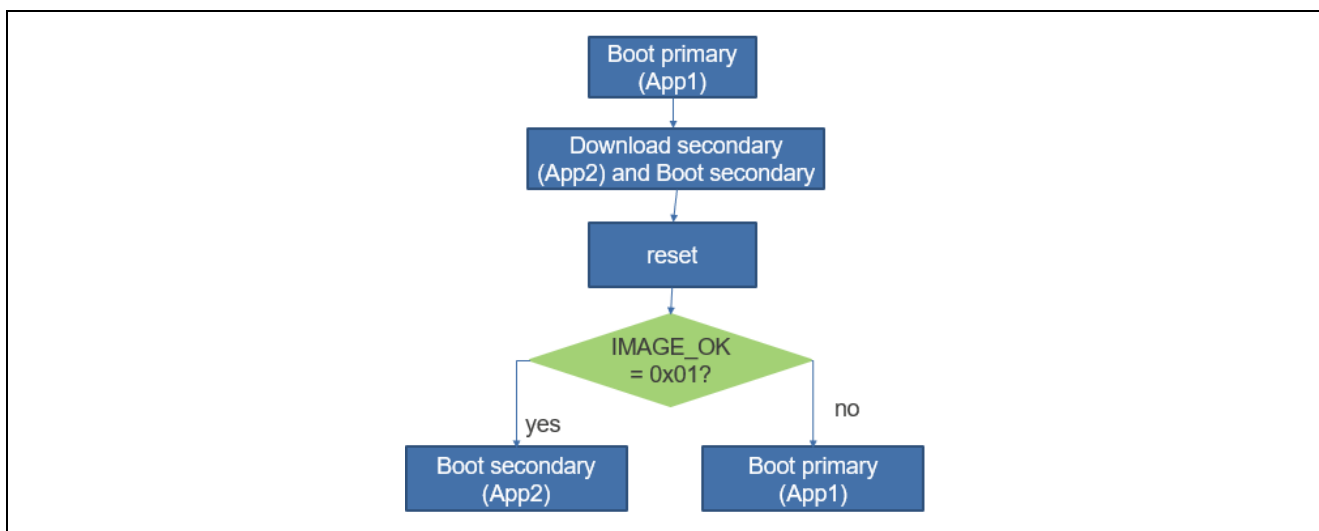 Boot primary
(App1)
Download secondary
(App2) and Boot secondary
reset
IMAGE_OK
= 0x01?
yes
no
Boot secondary
(App2)
Boot primary
(App1)